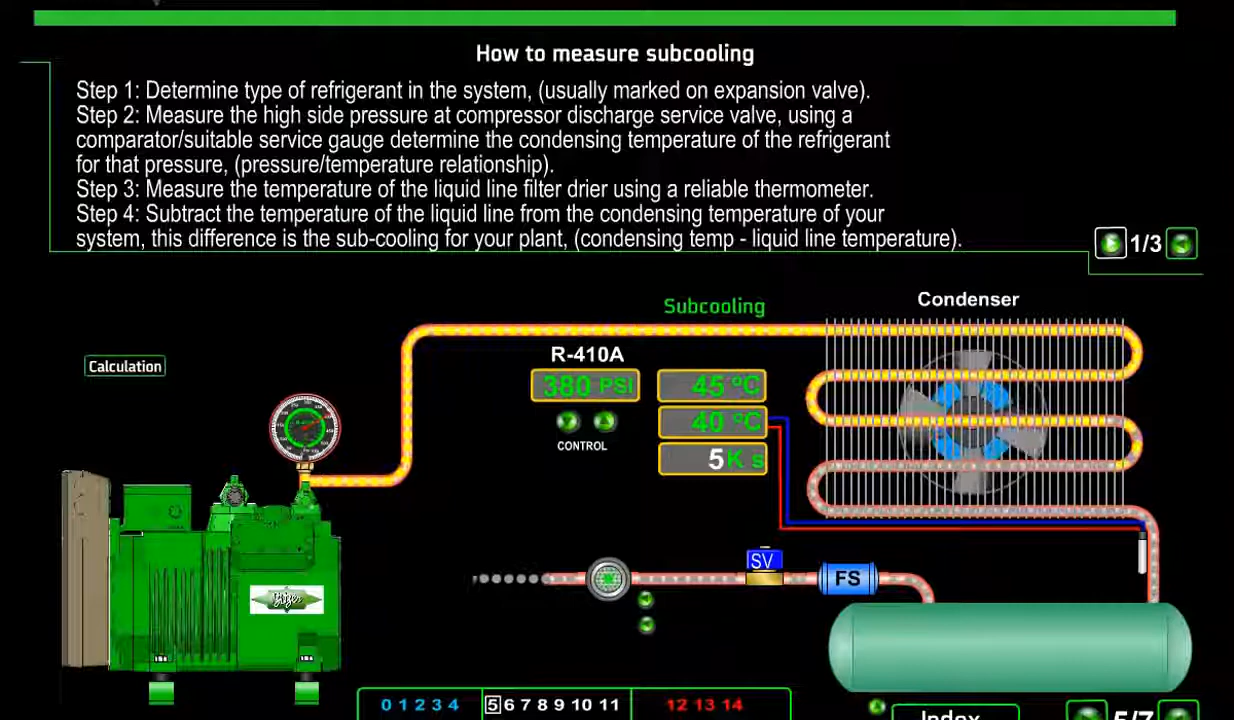 How to measure subcooling
Step 1: Determine type of refrigerant in the system, (usually marked on expansion valve).
Step 2: Measure the high side pressure at compressor discharge service valve, using a
comparator/suitable service gauge determine the condensing temperature of the refrigerant
for that pressure, (pressure/temperature relationship).
Step 3: Measure the temperature of the liquid line filter drier using a reliable thermometer.
Step 4: Subtract the temperature of the liquid line from the condensing temperature of your
system, this difference is the sub-cooling for your plant, (condensing temp - liquid line temperature).
1/3
Subcooling
Condenser
Calculation
R-410A
380 PSI
45 °C
40 °C
5 K s
CONTROL
SV
FS
Bitzer
0 1 2 3 4 5 6 7 8 9 10 11 12 13 14
Index
5/7